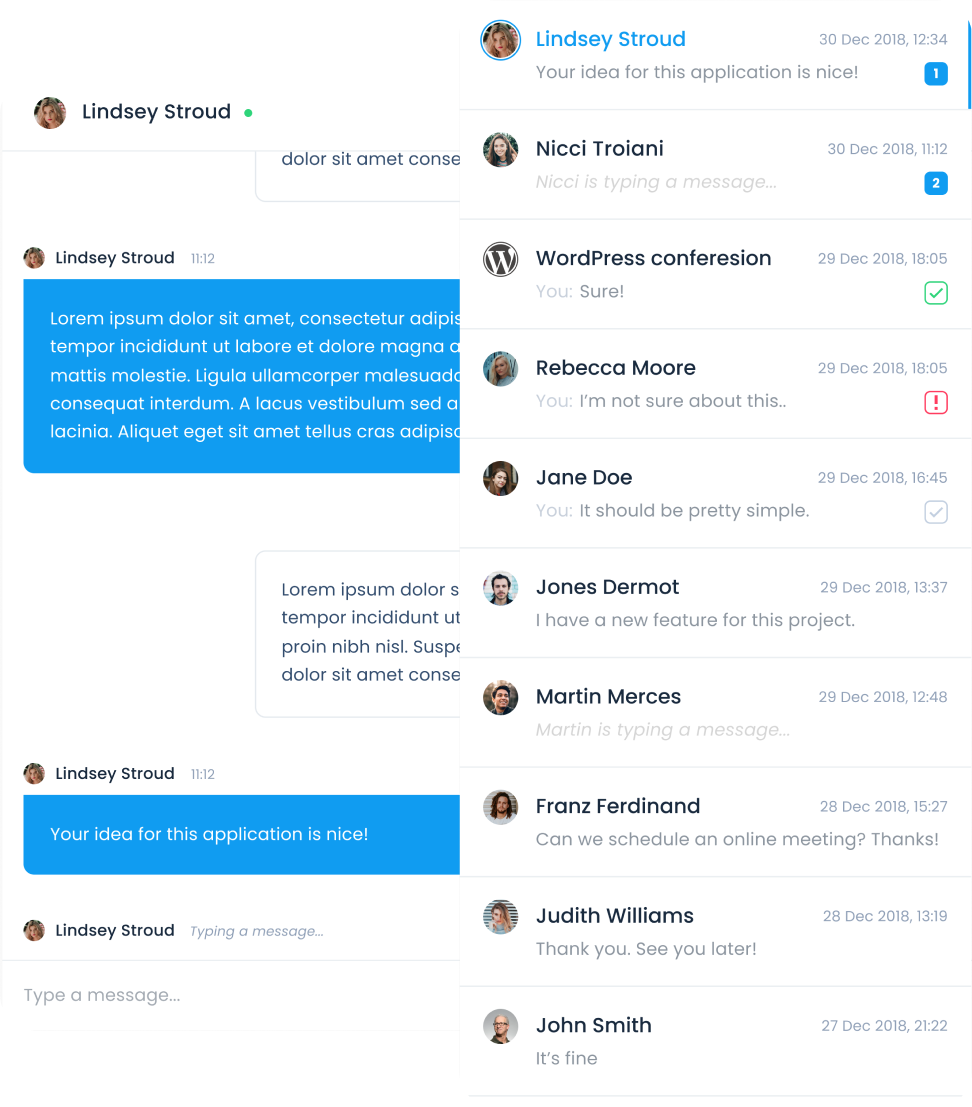 Lindsey Stroud
dolor sit amet conse
Lindsey Stroud 11:12
Lorem ipsum dolor sit amet, consectetur adipis
tempor incididunt ut labore et dolore magna a
mattis molestie. Ligula ullamcorper malesuada
consequat interdum. A lacus vestibulum sed a
lacinia. Aliquet eget sit amet tellus cras adipisc
Lorem ipsum dolor s
tempor incididunt ut
proin nibh nisl. Suspe
dolor sit amet conse
Lindsey Stroud 11:12
Your idea for this application is nice!
Lindsey Stroud Typing a message...
Type a message...
Lindsey Stroud 30 Dec 2018, 12:34
Your idea for this application is nice! 1
Nicci Troiani 30 Dec 2018, 11:12
Nicci is typing a message... 2
WordPress conferesion 29 Dec 2018, 18:05
You: Sure!
Rebecca Moore 29 Dec 2018, 18:05
You: I'm not sure about this..
Jane Doe 29 Dec 2018, 16:45
You: It should be pretty simple.
Jones Dermot 29 Dec 2018, 13:37
I have a new feature for this project.
Martin Merces 29 Dec 2018, 12:48
Martin is typing a message...
Franz Ferdinand 28 Dec 2018, 15:27
Can we schedule an online meeting? Thanks!
Judith Williams 28 Dec 2018, 13:19
Thank you. See you later!
John Smith 27 Dec 2018, 21:22
It's fine